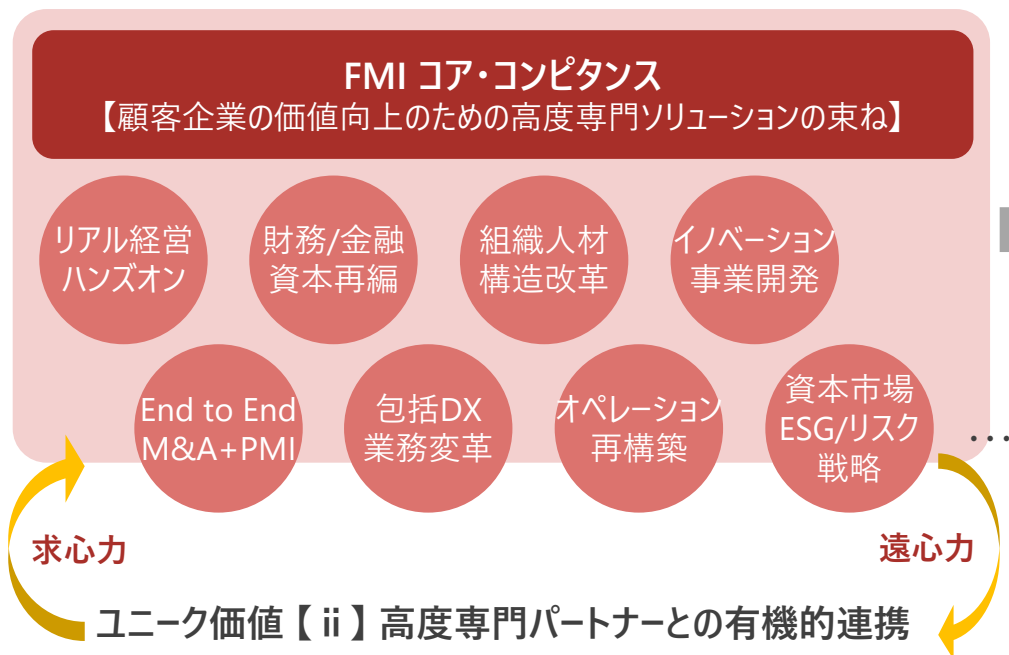 FMI コア・コンピタンス
【顧客企業の価値向上のための高度専門ソリューションの束ね】
リアル経営
ハンズオン
財務/金融
資本再編
組織人材
構造改革
イノベーション
事業開発
End to End
M&A+PMI
包括DX
業務変革
オペレーション
再構築
資本市場
ESG/リスク
戦略
…
求心力
遠心力
ユニーク価値【ⅱ】高度専門パートナーとの有機的連携